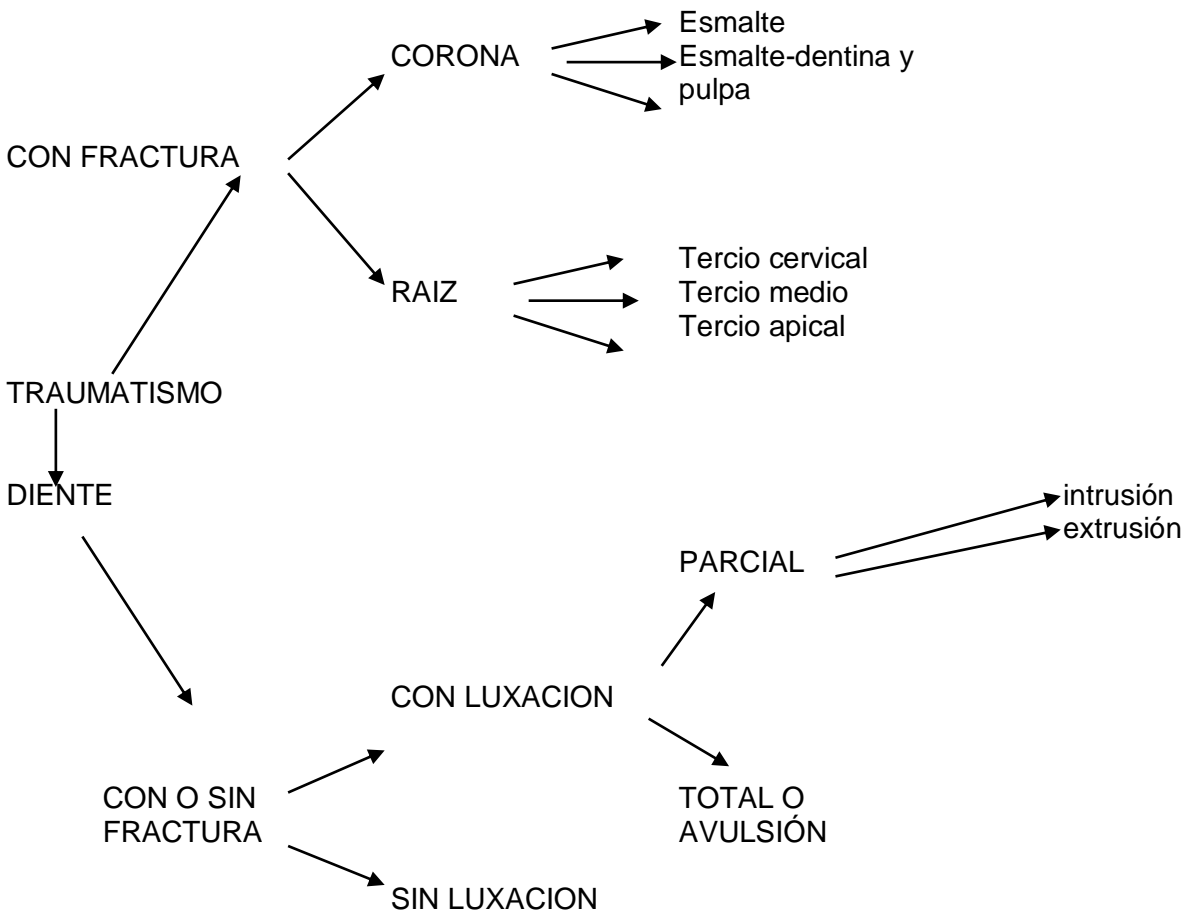 Esmalte
CORONA
Esmalte-dentina y
pulpa
CON FRACTURA
Tercio cervical
RAIZ
Tercio medio
Tercio apical
TRAUMATISMO
DIENTE
intrusión
extrusión
PARCIAL
CON LUXACION
CON O SIN
FRACTURA
TOTAL O
AVULSIÓN
SIN LUXACION